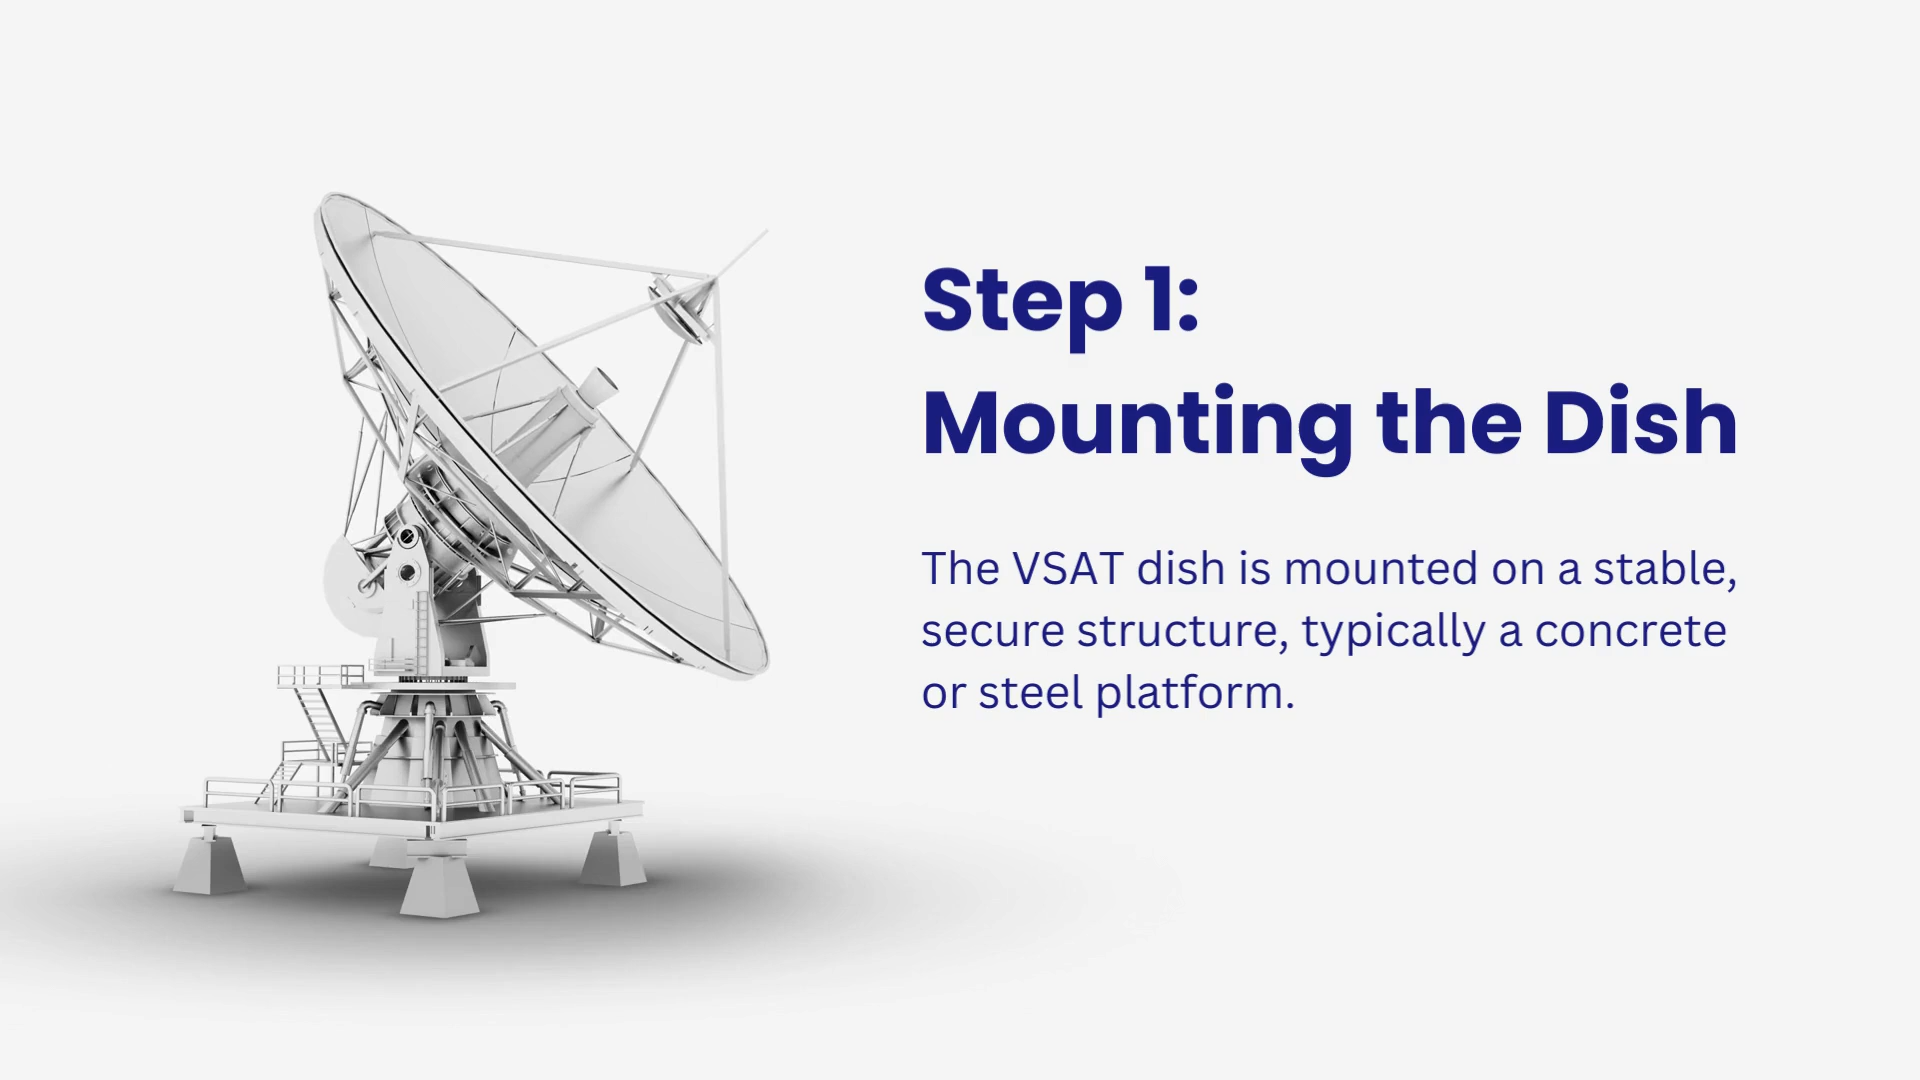 Step 1:
Mounting the Dish
The VSAT dish is mounted on a stable,
secure structure, typically a concrete
or steel platform.